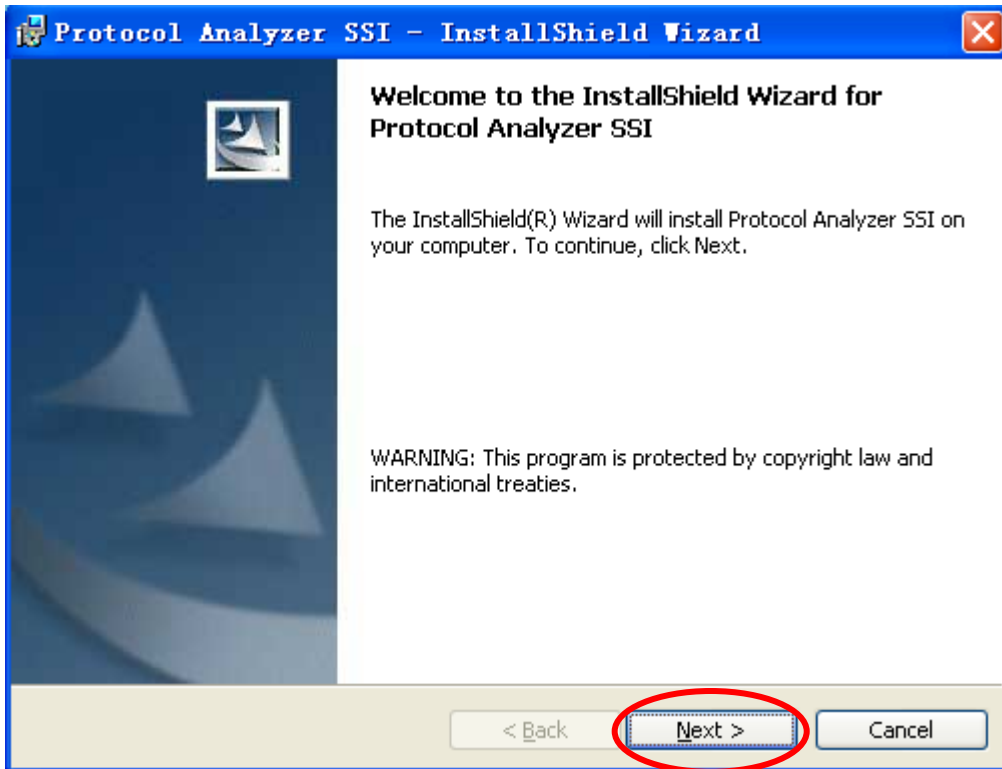 Protocol Analyzer SSI - InstallShield Wizard
Welcome to the InstallShield Wizard for
Protocol Analyzer SSI
The InstallShield(R) Wizard will install Protocol Analyzer SSI on
your computer. To continue, click Next.
WARNING: This program is protected by copyright law and
international treaties.
< Back
Next >
Cancel